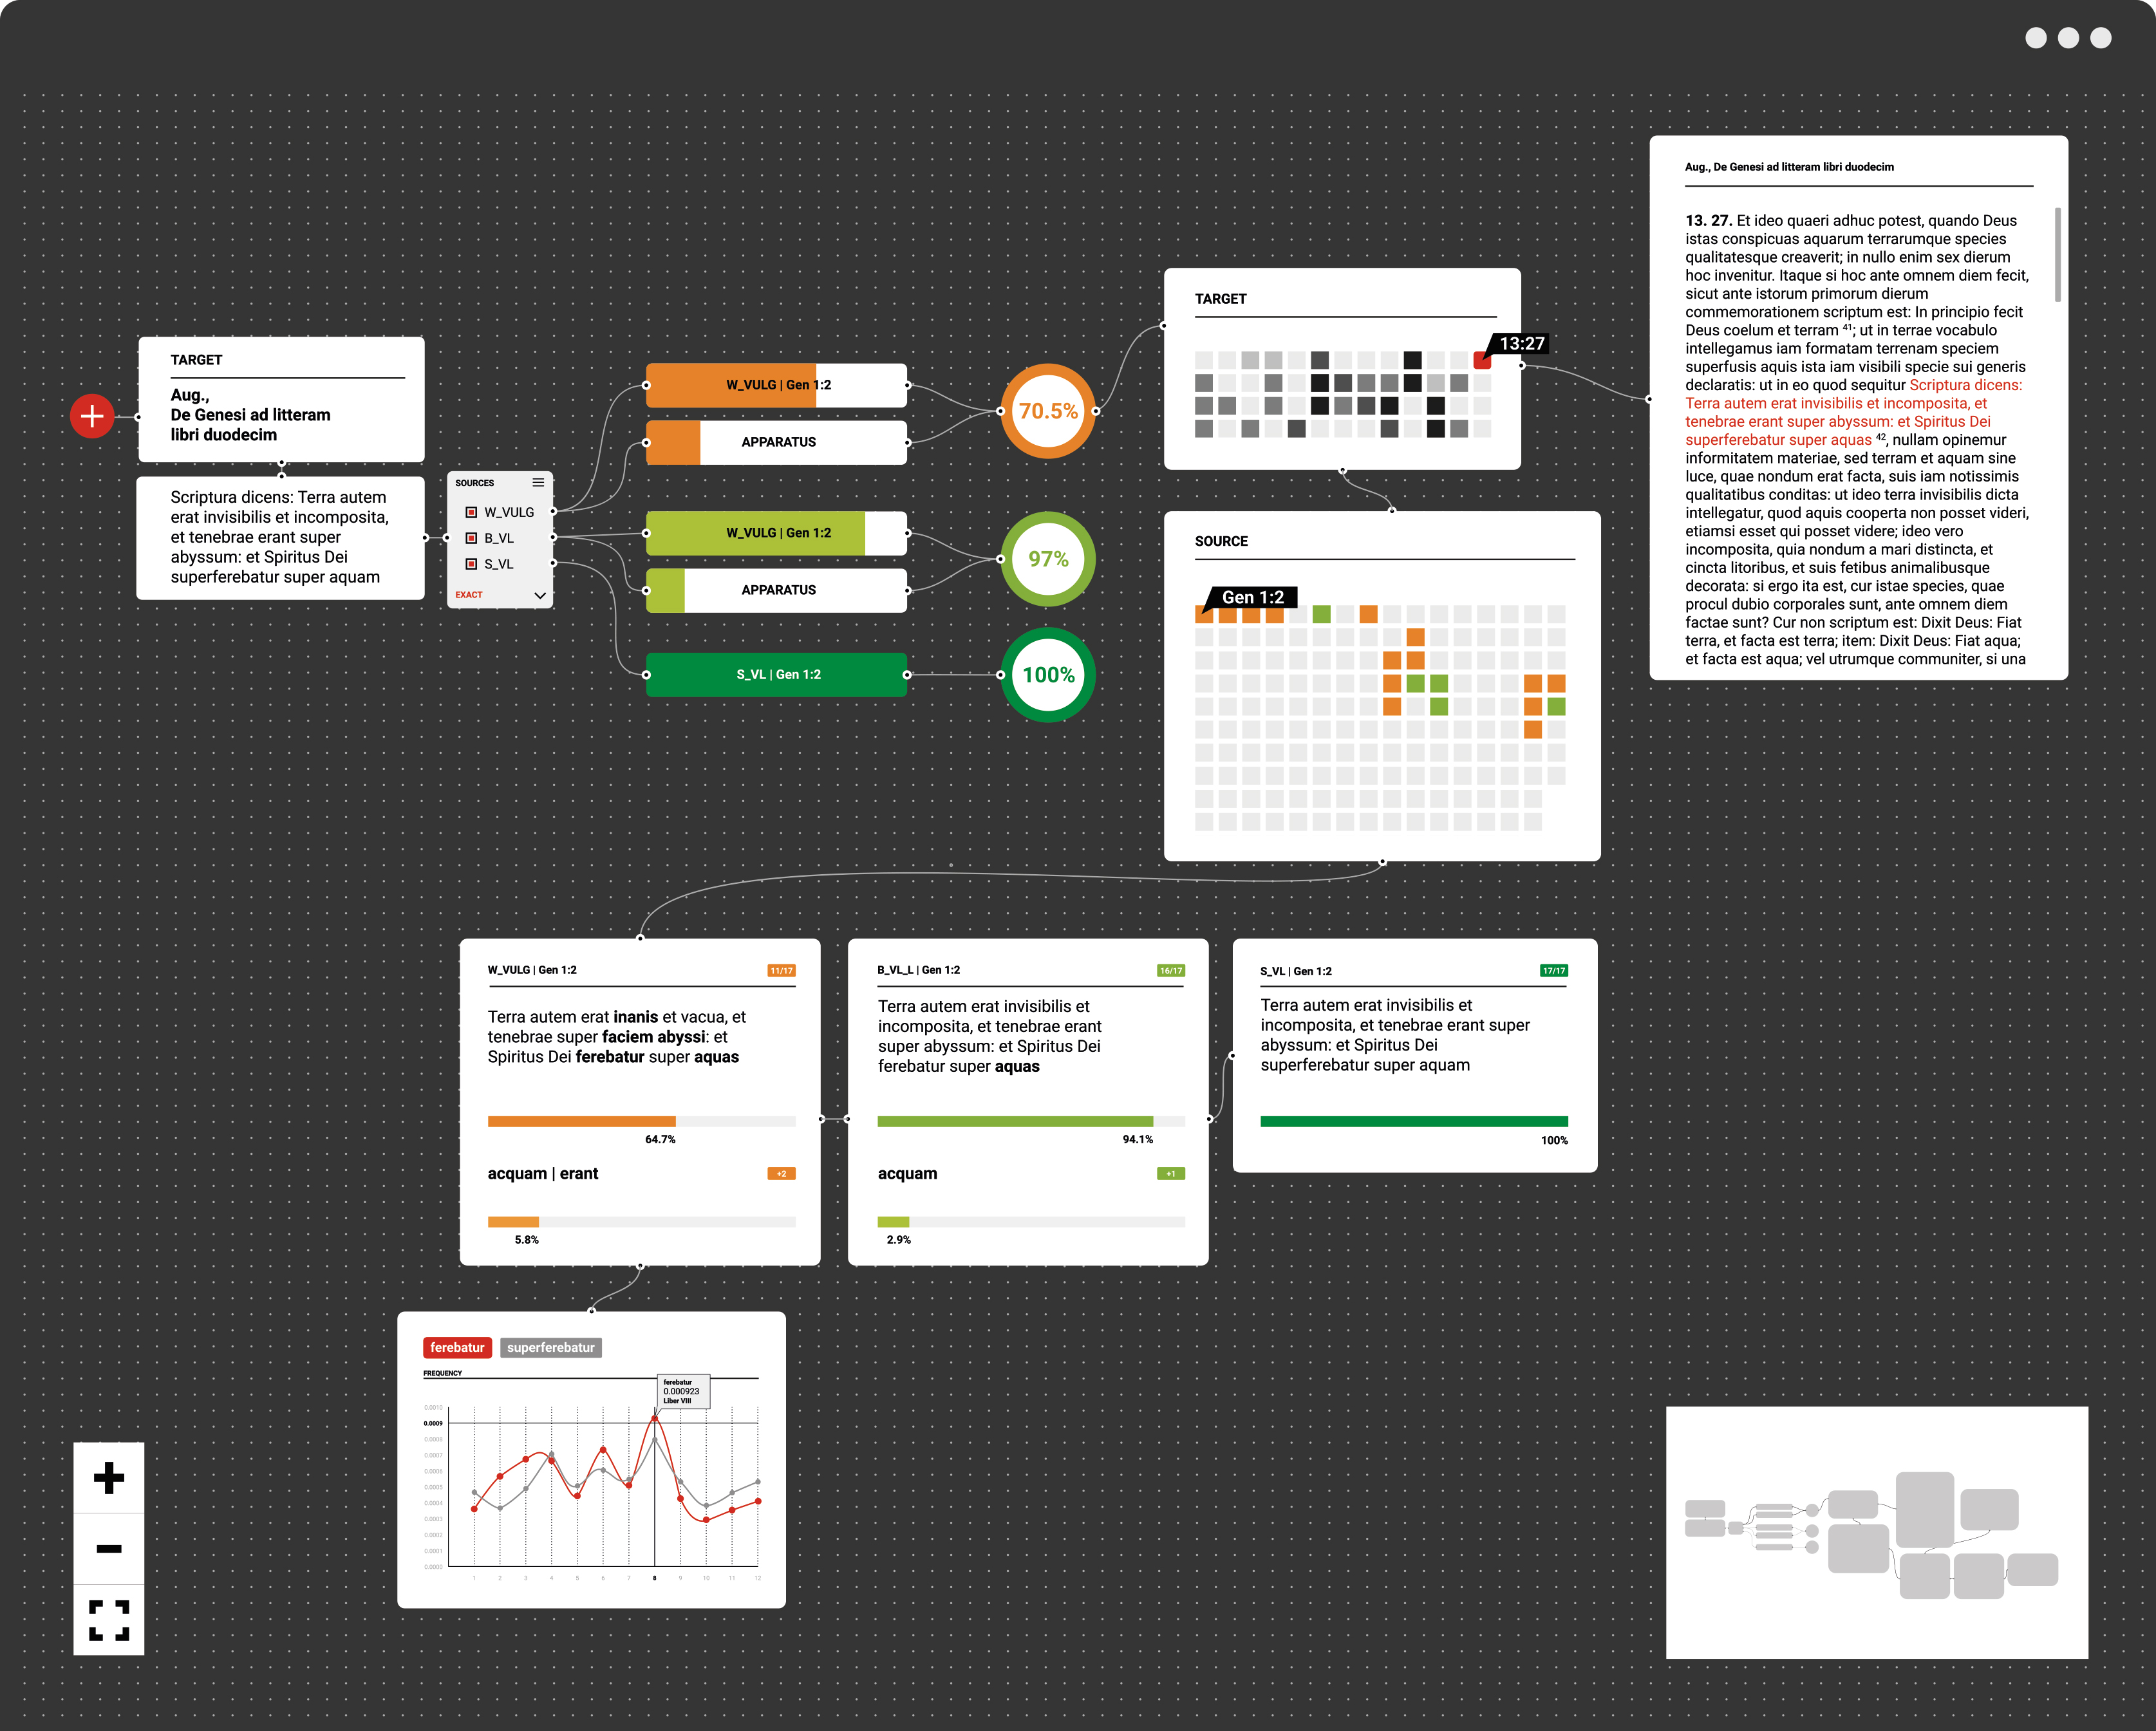 TARGET
Aug.,
De Genesi ad litteram
libri duodecim
Scriptura dicens: Terra autem
erat invisibilis et incomposita,
et tenebrae erant super
abyssum: et Spiritus Dei
superferebatur super aquam
SOURCES
W_VULG
B_VL
S_VL
EXACT
W_VULG | Gen 1:2
APPARATUS
70.5%
W_VULG | Gen 1:2
APPARATUS
97%
S_VL | Gen 1:2
100%
TARGET
13:27
SOURCE
Gen 1:2
Aug., De Genesi ad litteram libri duodecim
13. 27. Et ideo quaeri adhuc potest, quando Deus
istas conspicuas aquarum terrarumque species
qualitatesque creaverit; in nullo enim sex dierum
hoc invenitur. Itaque si hoc ante omnem diem fecit,
sicut ante istorum primorum dierum
commemorationem scriptum est: In principio fecit
Deus coelum et terram 41; ut in terrae vocabulo
intellegamus iam formatam terrenam speciem
superfusis aquis ista iam visibili specie sui generis
declaratis: ut in eo quod sequitur Scriptura dicens:
Terra autem erat invisibilis et incomposita, et
tenebrae erant super abyssum: et Spiritus Dei
superferebatur super aquas 42, nullam opinemur
informitatem materiae, sed terram et aquam sine
luce, quae nondum erat facta, suis iam notissimis
qualitatibus conditas: ut ideo terra invisibilis dicta
intellegatur, quod aquis cooperta non posset videri,
etiamsi esset qui posset videre; ideo vero
incomposita, quia nondum a mari distincta, et
cincta litoribus, et suis fetibus animalibusque
decorata: si ergo ita est, cur istae species, quae
procul dubio corporales sunt, ante omnem diem
factae sunt? Cur non scriptum est: Dixit Deus: Fiat
terra, et facta est terra; item: Dixit Deus: Fiat aqua;
et facta est aqua; vel utrumque communiter, si una
W_VULG | Gen 1:2
11/17
Terra autem erat inanis et vacua, et
tenebrae super faciem abyssi: et
Spiritus Dei ferebatur super aquas
64.7%
acquam | erant
+2
5.8%
B_VL_L | Gen 1:2
16/17
Terra autem erat invisibilis et
incomposita, et tenebrae erant
super abyssum: et Spiritus Dei
ferebatur super aquas
94.1%
acquam
+1
2.9%
S_VL | Gen 1:2
17/17
Terra autem erat invisibilis et
incomposita, et tenebrae erant super
abyssum: et Spiritus Dei
superferebatur super aquam
100%
ferebatur superferebatur
FREQUENCY
ferebatur
0.000923
Liber VIII
0.0010
0.0009
0.0008
0.0007
0.0006
0.0005
0.0004
0.0003
0.0002
0.0001
0.0000
1 2 3 4 5 6 7 8 9 10 11 12